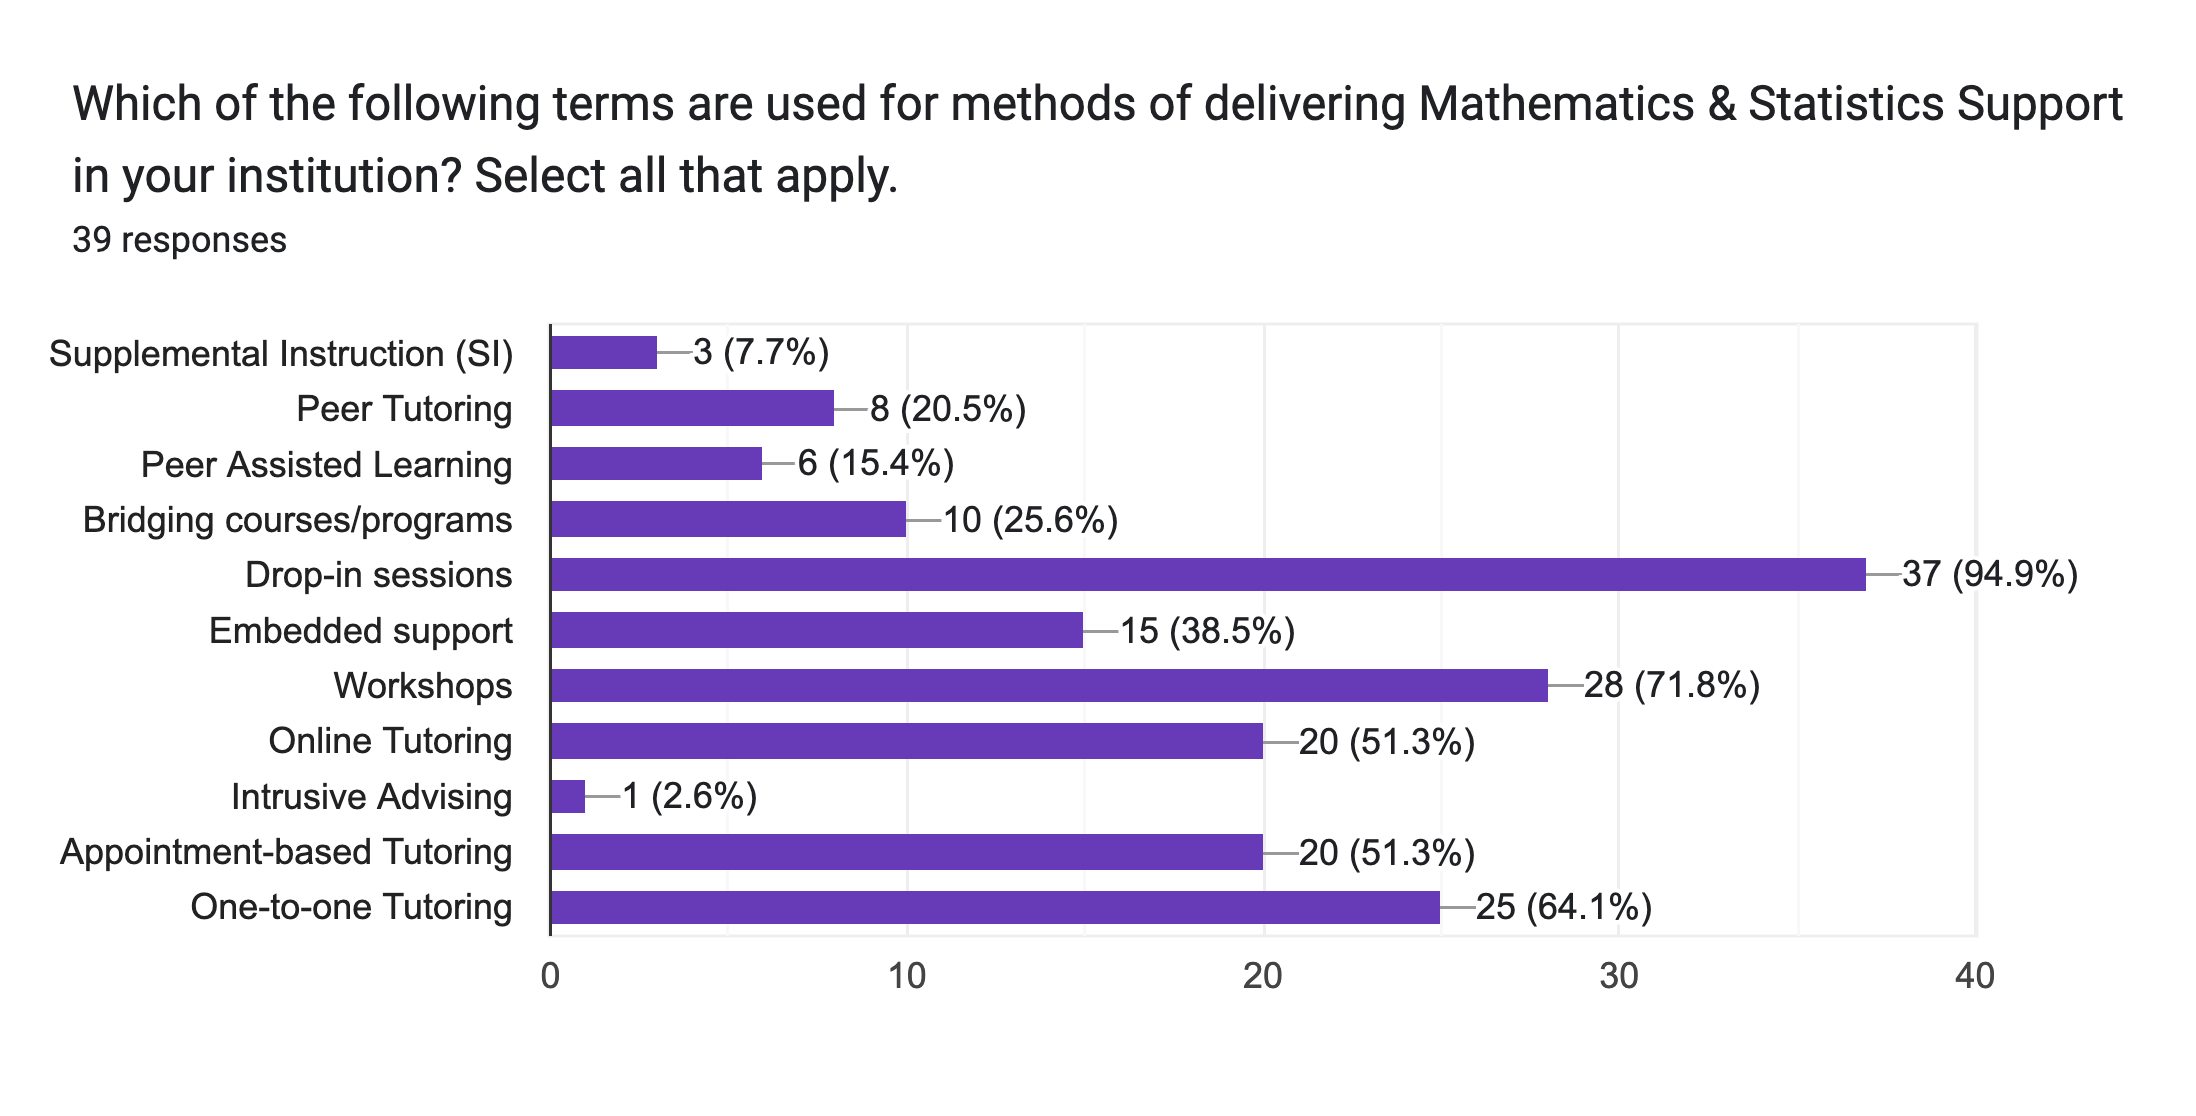 Which of the following terms are used for methods of delivering Mathematics & Statistics Support
in your institution? Select all that apply.
39 responses
Supplemental Instruction (SI) 3 (7.7%)
Peer Tutoring 8 (20.5%)
Peer Assisted Learning 6 (15.4%)
Bridging courses/programs 10 (25.6%)
Drop-in sessions 37 (94.9%)
Embedded support 15 (38.5%)
Workshops 28 (71.8%)
Online Tutoring 20 (51.3%)
Intrusive Advising 1 (2.6%)
Appointment-based Tutoring 20 (51.3%)
One-to-one Tutoring 25 (64.1%)
0 10 20 30 40